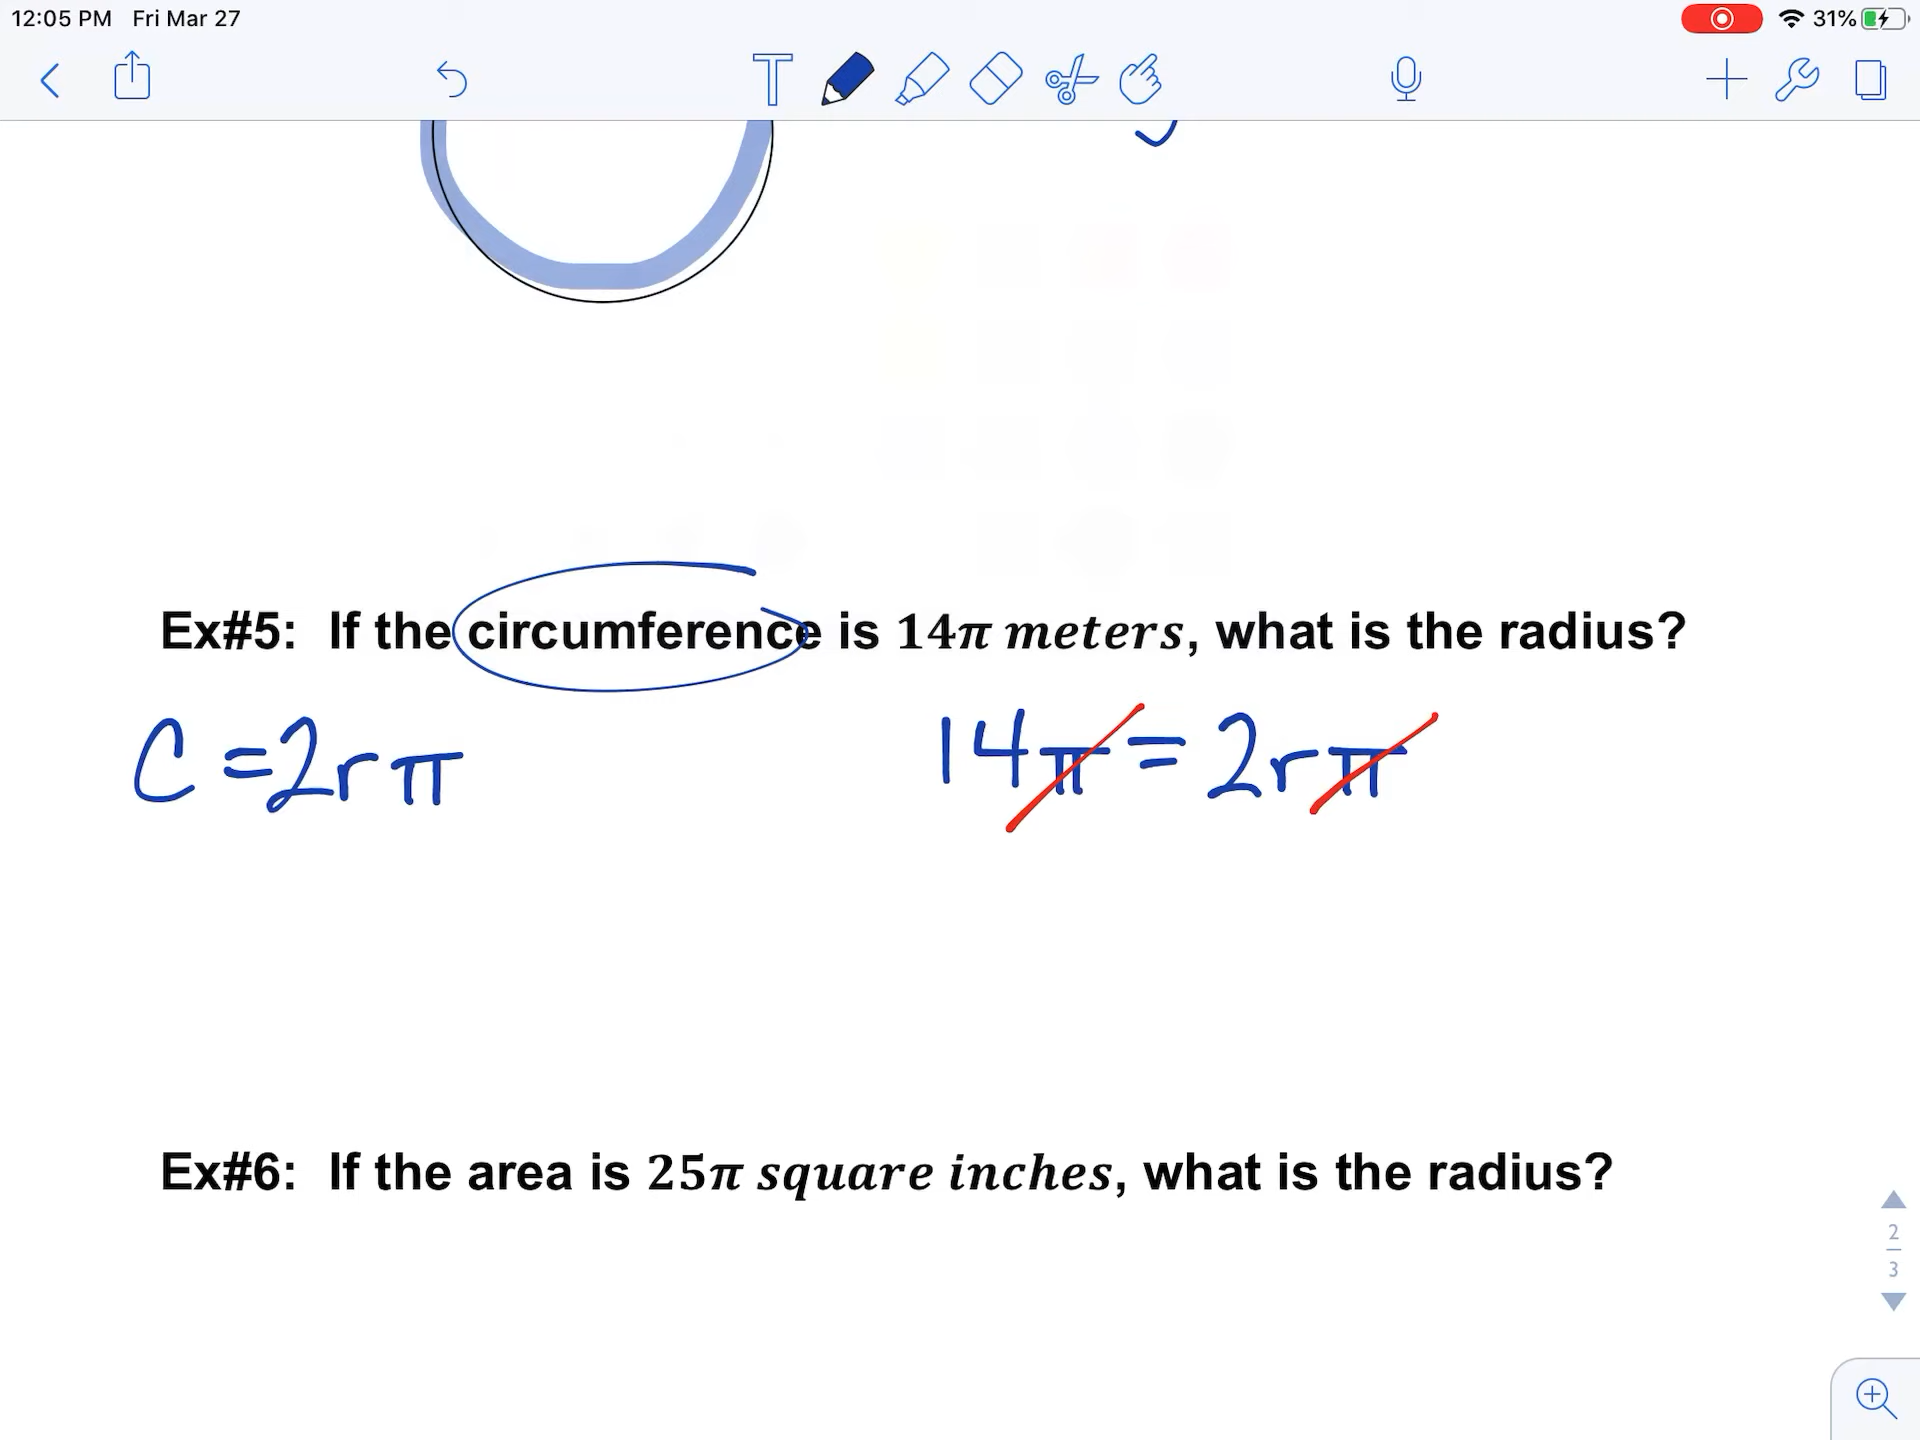 12:05 PM Fri Mar 27 31%
T
Ex#5: If the circumference is 14π meters, what is the radius?
C = 2rπ 14π = 2rπ
Ex#6: If the area is 25π square inches, what is the radius?
2
3